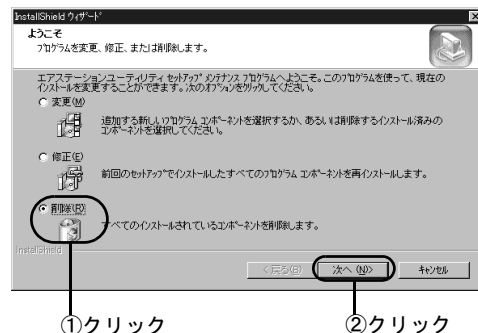 InstallShield ウィザード
ようこそ
プログラムを変更、修正、または削除します。
エアステーションユーティリティ セットアップ メンテナンス プログラムへようこそ。このプログラムを使って、現在の
インストールを変更することができます。次のオプションをクリックしてください。
変更(M)
追加する新しいプログラム コンポーネントを選択するか、あるいは削除するインストール済みの
コンポーネントを選択してください。
修正(E)
前回のセットアップでインストールしたすべてのプログラム コンポーネントを再インストールします。
削除(R)
すべてのインストールされているコンポーネントを削除します。
InstallShield
< 戻る(B)
次へ (N)>
キャンセル
①クリック
②クリック